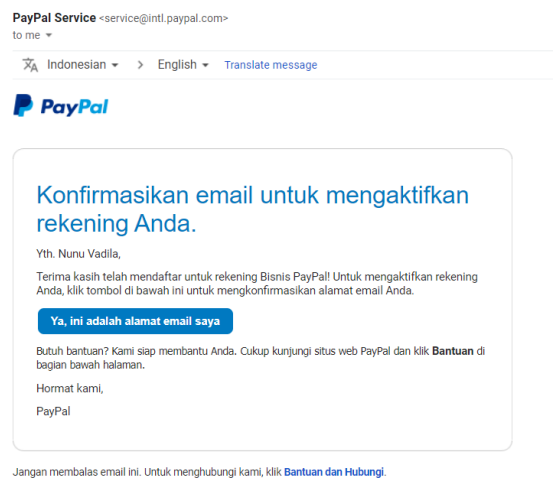 PayPal Service <service@intl.paypal.com>
to me
Indonesian > English Translate message
PayPal
Konfirmasikan email untuk mengaktifkan
rekening Anda.
Yth. Nunu Vadila,
Terima kasih telah mendaftar untuk rekening Bisnis PayPal! Untuk mengaktifkan rekening
Anda, klik tombol di bawah ini untuk mengkonfirmasikan alamat email Anda.
Ya, ini adalah alamat email saya
Butuh bantuan? Kami siap membantu Anda. Cukup kunjungi situs web PayPal dan klik Bantuan di
bagian bawah halaman.
Hormat kami,
PayPal
Jangan membalas email ini. Untuk menghubungi kami, klik Bantuan dan Hubungi.